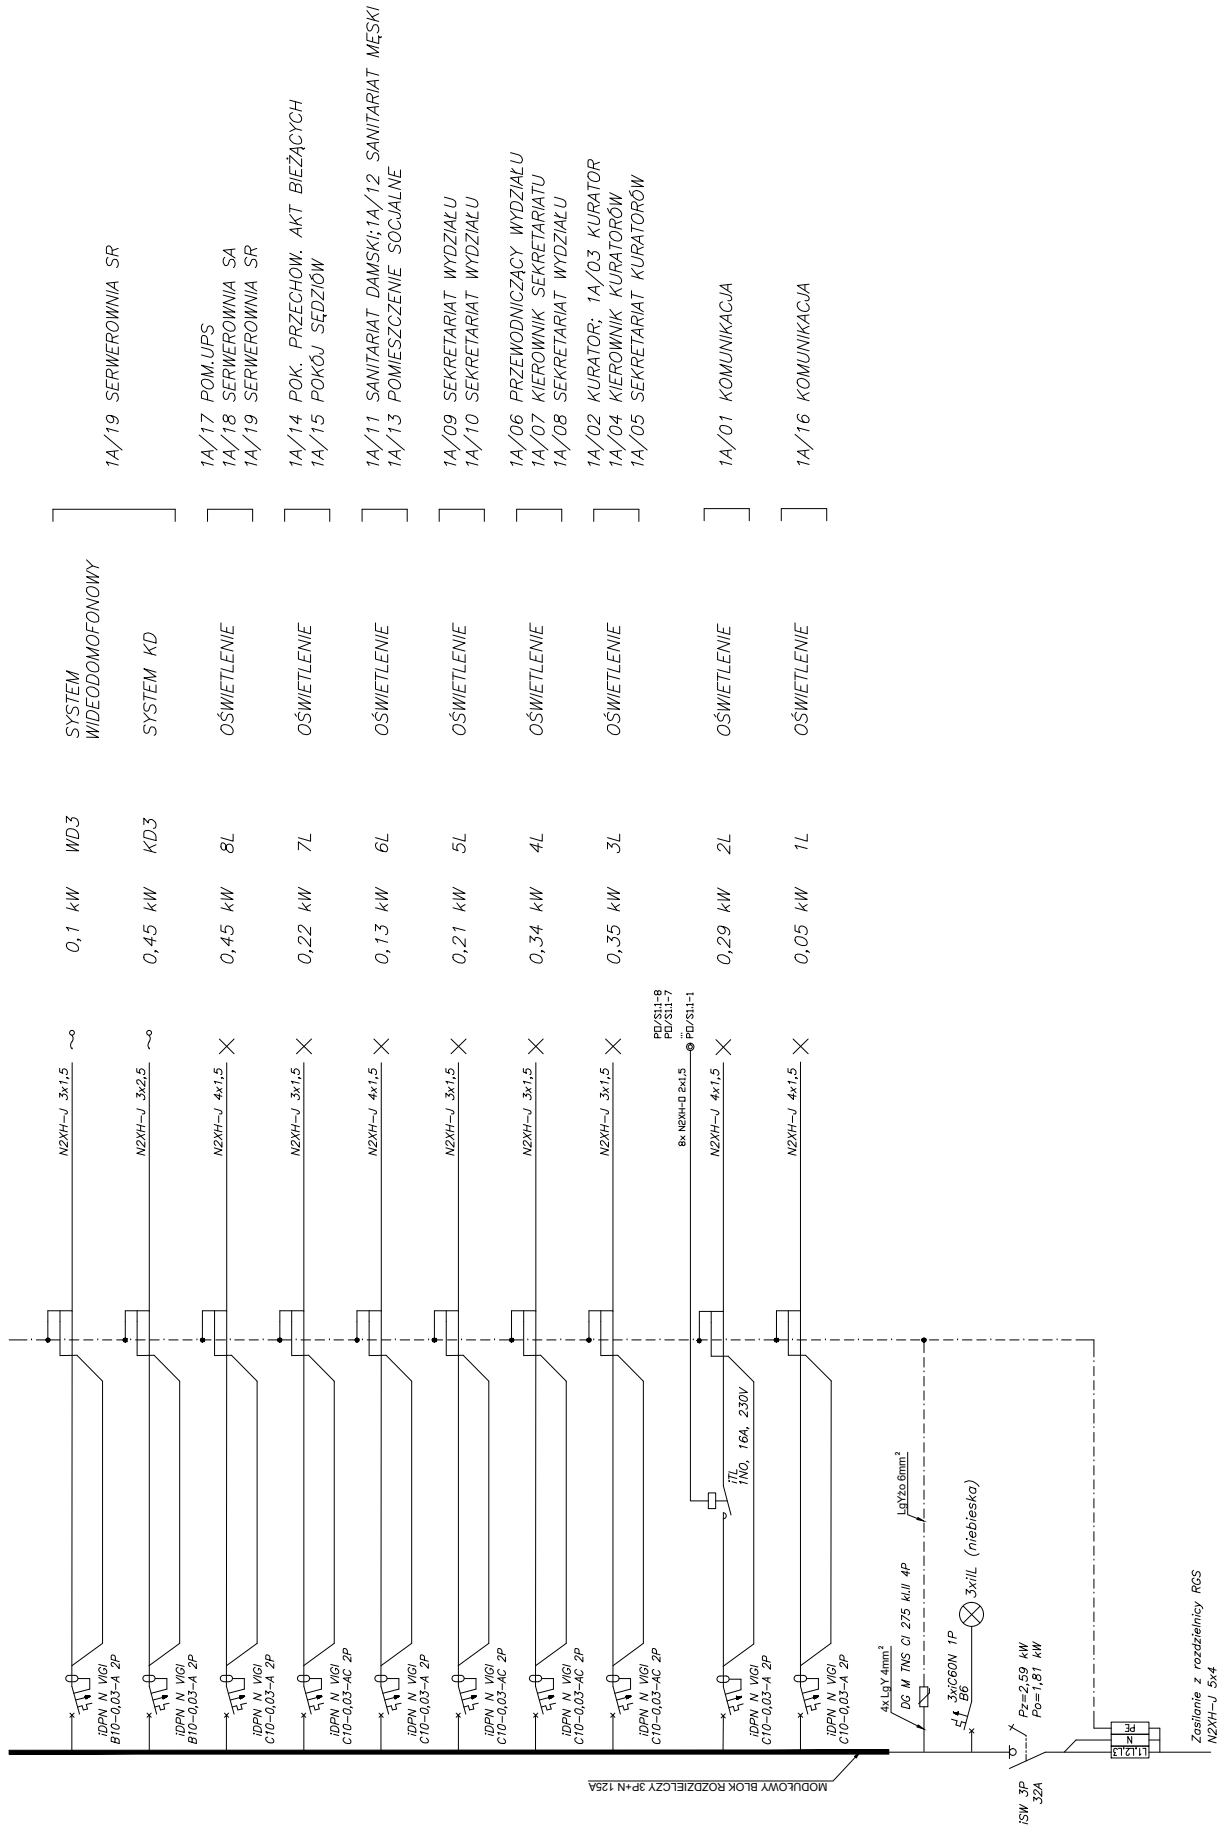 1A/19 SERWEROWNIA SR
1A/17 POM.UPS
1A/18 SERWEROWNIA SA
1A/19 SERWEROWNIA SR
1A/14 POK. PRZECHOW. AKT BIEŻĄCYCH
1A/15 POKÓJ SĘDZIÓW
1A/11 SANITARIAT DAMSKI;1A/12 SANITARIAT MĘSKI
1A/13 POMIESZCZENIE SOCJALNE
1A/09 SEKRETARIAT WYDZIAŁU
1A/10 SEKRETARIAT WYDZIAŁU
1A/06 PRZEWODNICZĄCY WYDZIAŁU
1A/07 KIEROWNIK SEKRETARIATU
1A/08 SEKRETARIAT WYDZIAŁU
1A/02 KURATOR; 1A/03 KURATOR
1A/04 KIEROWNIK KURATORÓW
1A/05 SEKRETARIAT KURATORÓW
1A/01 KOMUNIKACJA
1A/16 KOMUNIKACJA
SYSTEM
WIDEODOMOFONOWY
SYSTEM KD
OŚWIETLENIE
OŚWIETLENIE
OŚWIETLENIE
OŚWIETLENIE
OŚWIETLENIE
OŚWIETLENIE
OŚWIETLENIE
OŚWIETLENIE
WD3
KD3
8L
7L
6L
5L
4L
3L
2L
1L
0,1 kW
0,45 kW
0,45 kW
0,22 kW
0,13 kW
0,21 kW
0,34 kW
0,35 kW
0,29 kW
0,05 kW
PO/S1.1-8
PO/S1.1-7
...
PO/S1.1-1
N2XH-J 3x1,5
N2XH-J 3x2,5
N2XH-J 4x1,5
N2XH-J 3x1,5
N2XH-J 4x1,5
N2XH-J 3x1,5
N2XH-J 3x1,5
N2XH-J 3x1,5
8x N2XH-O 2x1,5
N2XH-J 4x1,5
N2XH-J 4x1,5
iTL
1NO, 16A, 230V
iDPN N VIGI
B10-0,03-A 2P
iDPN N VIGI
B10-0,03-A 2P
iDPN N VIGI
C10-0,03-A 2P
iDPN N VIGI
C10-0,03-AC 2P
iDPN N VIGI
C10-0,03-A 2P
iDPN N VIGI
C10-0,03-AC 2P
iDPN N VIGI
C10-0,03-AC 2P
iDPN N VIGI
C10-0,03-AC 2P
iDPN N VIGI
C10-0,03-A 2P
iDPN N VIGI
C10-0,03-A 2P
LgYżo 6mm²
4x LgY 4mm²
DG M TNS CI 275 kl.II 4P
3xiC60N 1P
B6
3xiIL (niebieska)
Pz=2,59 kW
Po=1,81 kW
iSW 3P
32A
L1,L2,L3
N
PE
MODUŁOWY BLOK ROZDZIELCZY 3P+N 125A
Zasilanie z rozdzielnicy RGS
N2XH-J 5x4